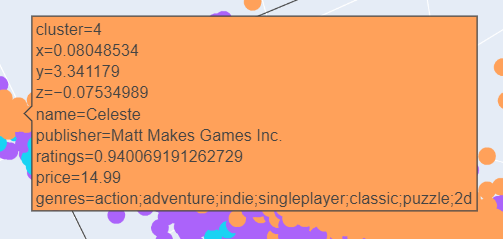 cluster=4
x=0.08048534
y=3.341179
z=−0.07534989
name=Celeste
publisher=Matt Makes Games Inc.
ratings=0.940069191262729
price=14.99
genres=action;adventure;indie;singleplayer;classic;puzzle;2d